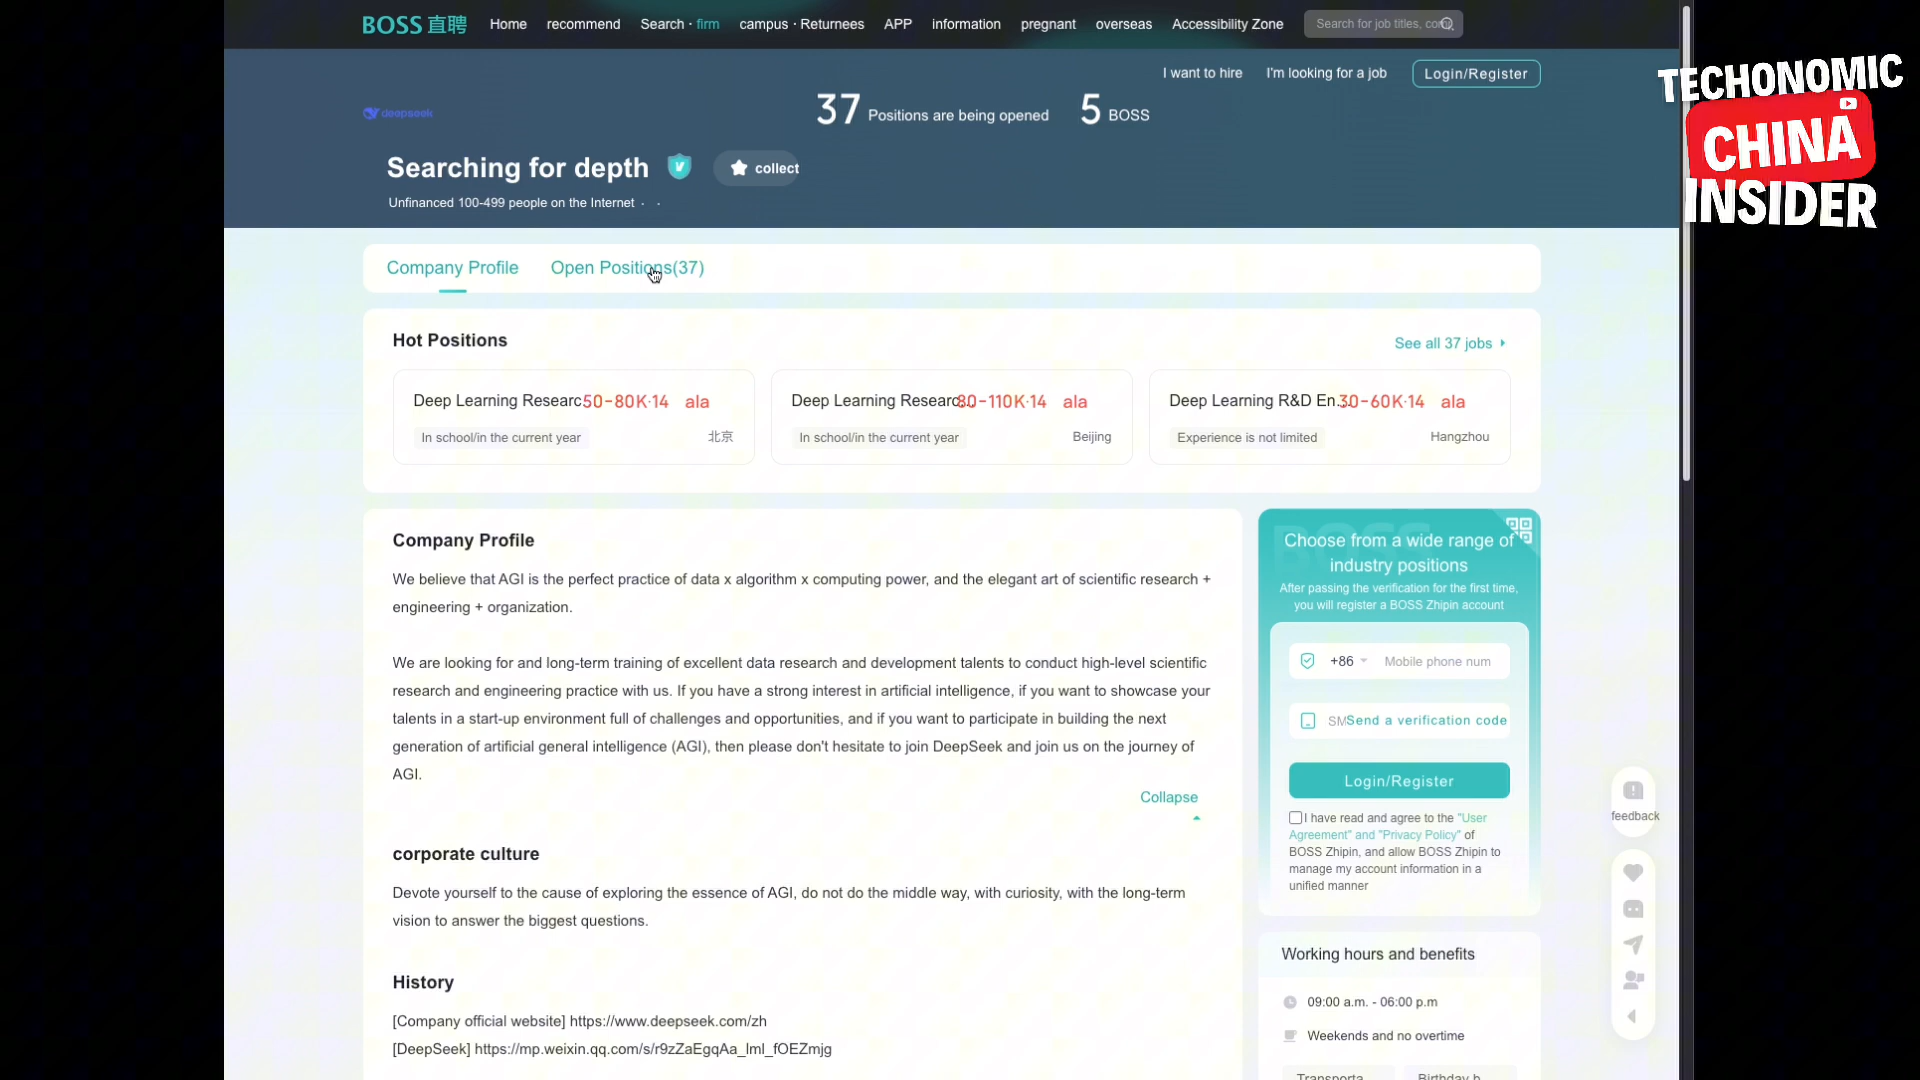 BOSS 直聘 Home recommend Search · firm campus · Returnees APP information pregnant overseas Accessibility Zone Search for job titles,
I want to hire I'm looking for a job Login/Register
deepseek
37 Positions are being opened 5 BOSS
Searching for depth collect
Unfinanced 100-499 people on the Internet · ·
TECHONOMIC
CHINA
INSIDER
Company Profile Open Positions(37)
Hot Positions
See all 37 jobs
Deep Learning Researc 50-80K·14 ala
In school/in the current year 北京
Deep Learning Researc... 80-110K·14 ala
In school/in the current year Beijing
Deep Learning R&D En... 30-60K·14 ala
Experience is not limited Hangzhou
Company Profile
We believe that AGI is the perfect practice of data x algorithm x computing power, and the elegant art of scientific research +
engineering + organization.
We are looking for and long-term training of excellent data research and development talents to conduct high-level scientific
research and engineering practice with us. If you have a strong interest in artificial intelligence, if you want to showcase your
talents in a start-up environment full of challenges and opportunities, and if you want to participate in building the next
generation of artificial general intelligence (AGI), then please don't hesitate to join DeepSeek and join us on the journey of
AGI.
Collapse
corporate culture
Devote yourself to the cause of exploring the essence of AGI, do not do the middle way, with curiosity, with the long-term
vision to answer the biggest questions.
History
[Company official website] https://www.deepseek.com/zh
[DeepSeek] https://mp.weixin.qq.com/s/r9zZaEgqAa_lml_fOEZmjg
BOSS
Choose from a wide range of
industry positions
After passing the verification for the first time,
you will register a BOSS Zhipin account
+86 Mobile phone num
SM Send a verification code
Login/Register
I have read and agree to the "User
Agreement" and "Privacy Policy" of
BOSS Zhipin, and allow BOSS Zhipin to
manage my account information in a
unified manner
Working hours and benefits
09:00 a.m. - 06:00 p.m
Weekends and no overtime
Transporta Birthday b
feedback